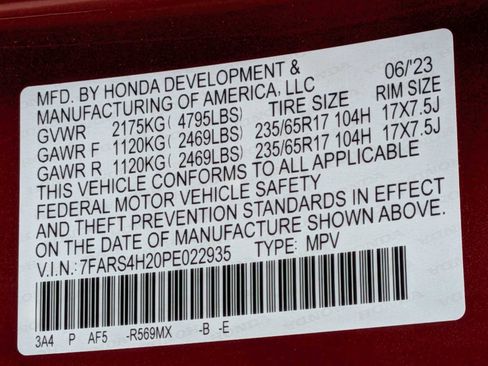 MFD. BY HONDA DEVELOPMENT & 06/'23
MANUFACTURING OF AMERICA, LLC
TIRE SIZE RIM SIZE
GVWR 2175KG( 4795LBS)
GAWR F 1120KG( 2469LBS) 235/65R17 104H 17X7.5J
GAWR R 1120KG( 2469LBS) 235/65R17 104H 17X7.5J
THIS VEHICLE CONFORMS TO ALL APPLICABLE
FEDERAL MOTOR VEHICLE SAFETY
AND THEFT PREVENTION STANDARDS IN EFFECT
ON THE DATE OF MANUFACTURE SHOWN ABOVE.
V.I.N.:7FARS4H20PE022935 TYPE: MPV
3A4 P AF5 -R569MX -B -E